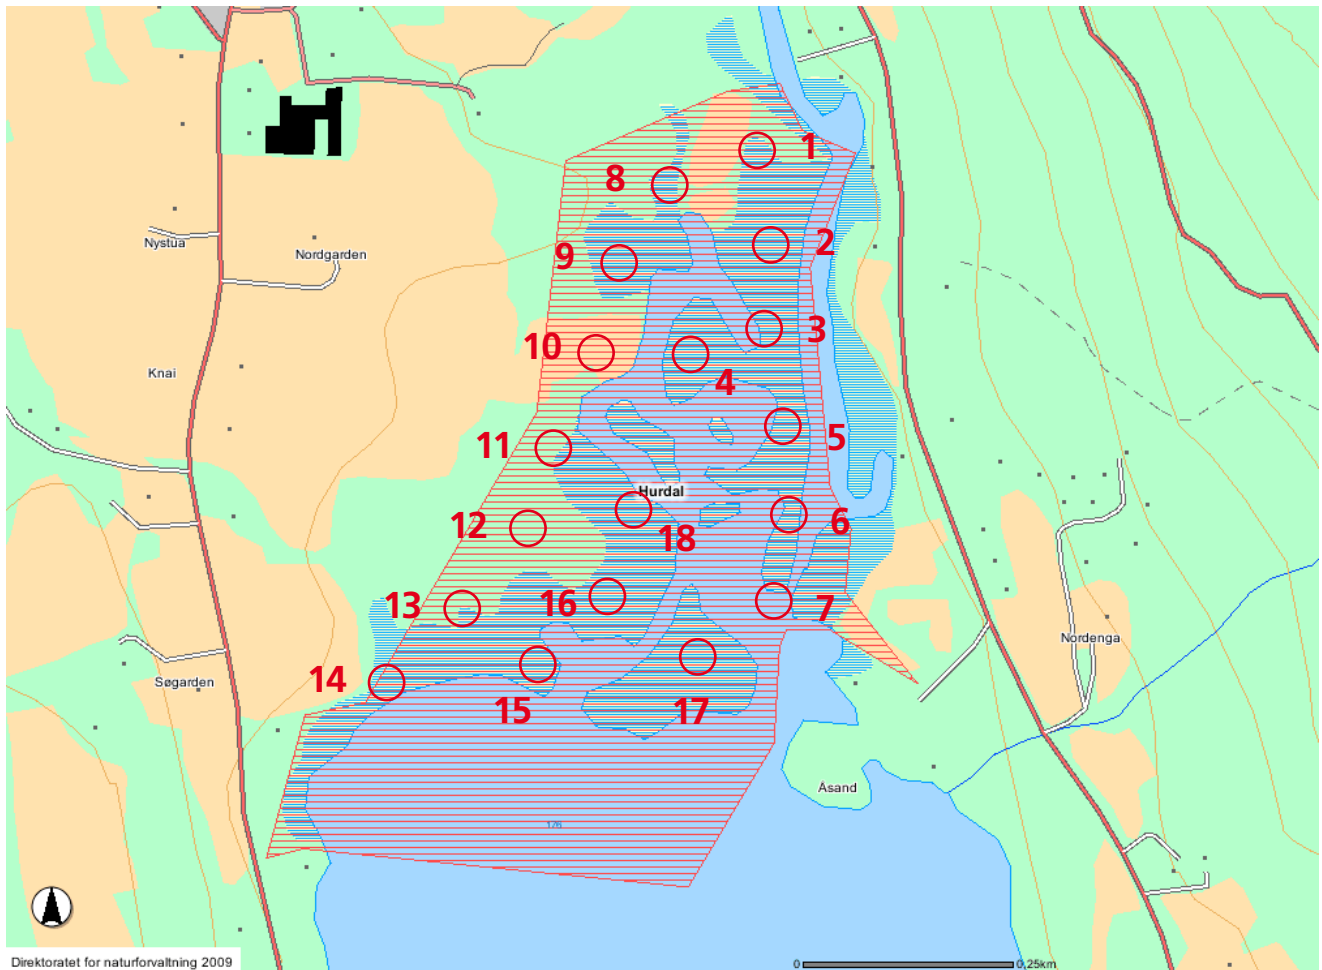 1
8
2
9
Nystua
Nordgarden
3
10
4
Knai
5
11
Hurdal
6
12
18
13
16
7
Nordenga
14
Søgarden
15
17
Åsand
176
Direktoratet for naturforvaltning 2009
0
0,25km